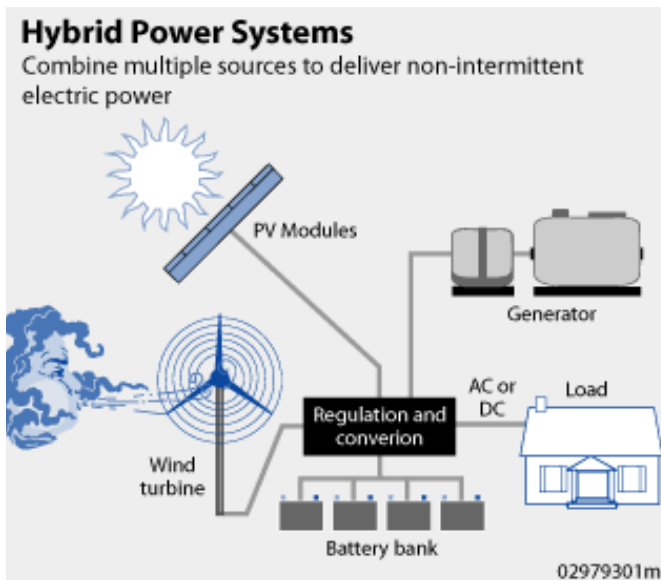 Hybrid Power Systems
Combine multiple sources to deliver non-intermittent
electric power
PV Modules
Generator
AC or
DC
Load
Regulation and
converion
Wind
turbine
Battery bank
02979301m